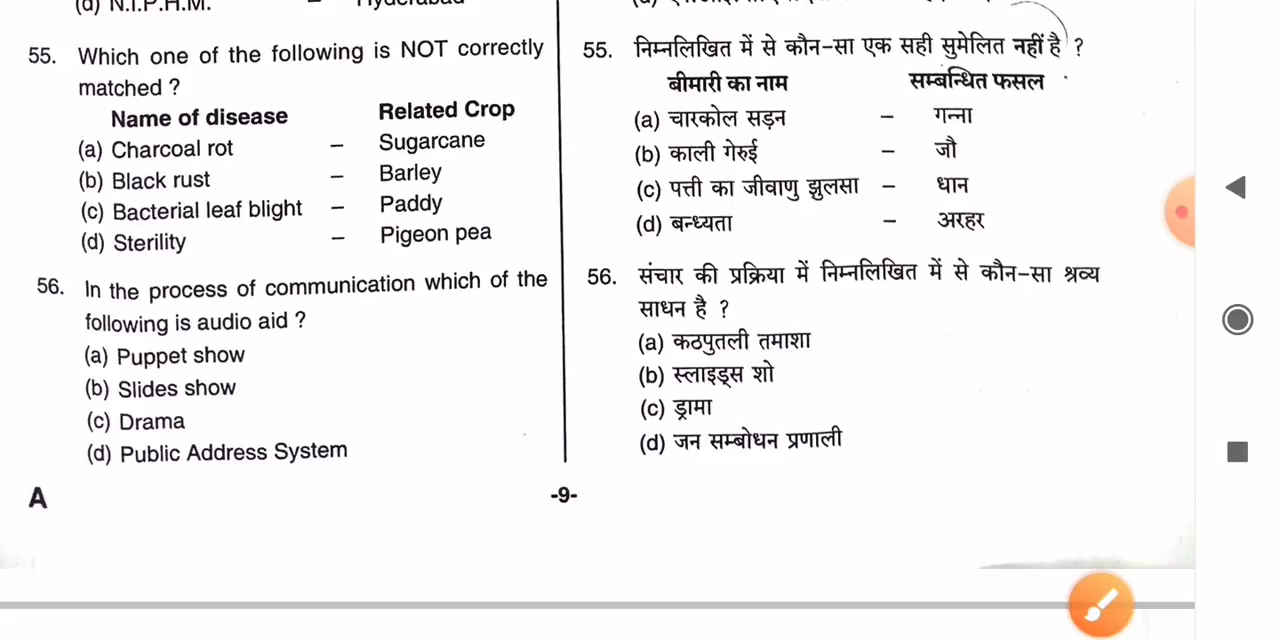 (d) N.I.P.H.M. – Hyderabad
55. Which one of the following is NOT correctly
matched ?
Name of disease Related Crop
(a) Charcoal rot – Sugarcane
(b) Black rust – Barley
(c) Bacterial leaf blight – Paddy
(d) Sterility – Pigeon pea
56. In the process of communication which of the
following is audio aid ?
(a) Puppet show
(b) Slides show
(c) Drama
(d) Public Address System
55. निम्नलिखित में से कौन-सा एक सही सुमेलित नहीं है ?
बीमारी का नाम सम्बन्धित फसल
(a) चारकोल सड़न – गन्ना
(b) काली गेरुई – जौ
(c) पत्ती का जीवाणु झुलसा – धान
(d) बन्ध्यता – अरहर
56. संचार की प्रक्रिया में निम्नलिखित में से कौन-सा श्रव्य
साधन है ?
(a) कठपुतली तमाशा
(b) स्लाइड्स शो
(c) ड्रामा
(d) जन सम्बोधन प्रणाली
A -9-